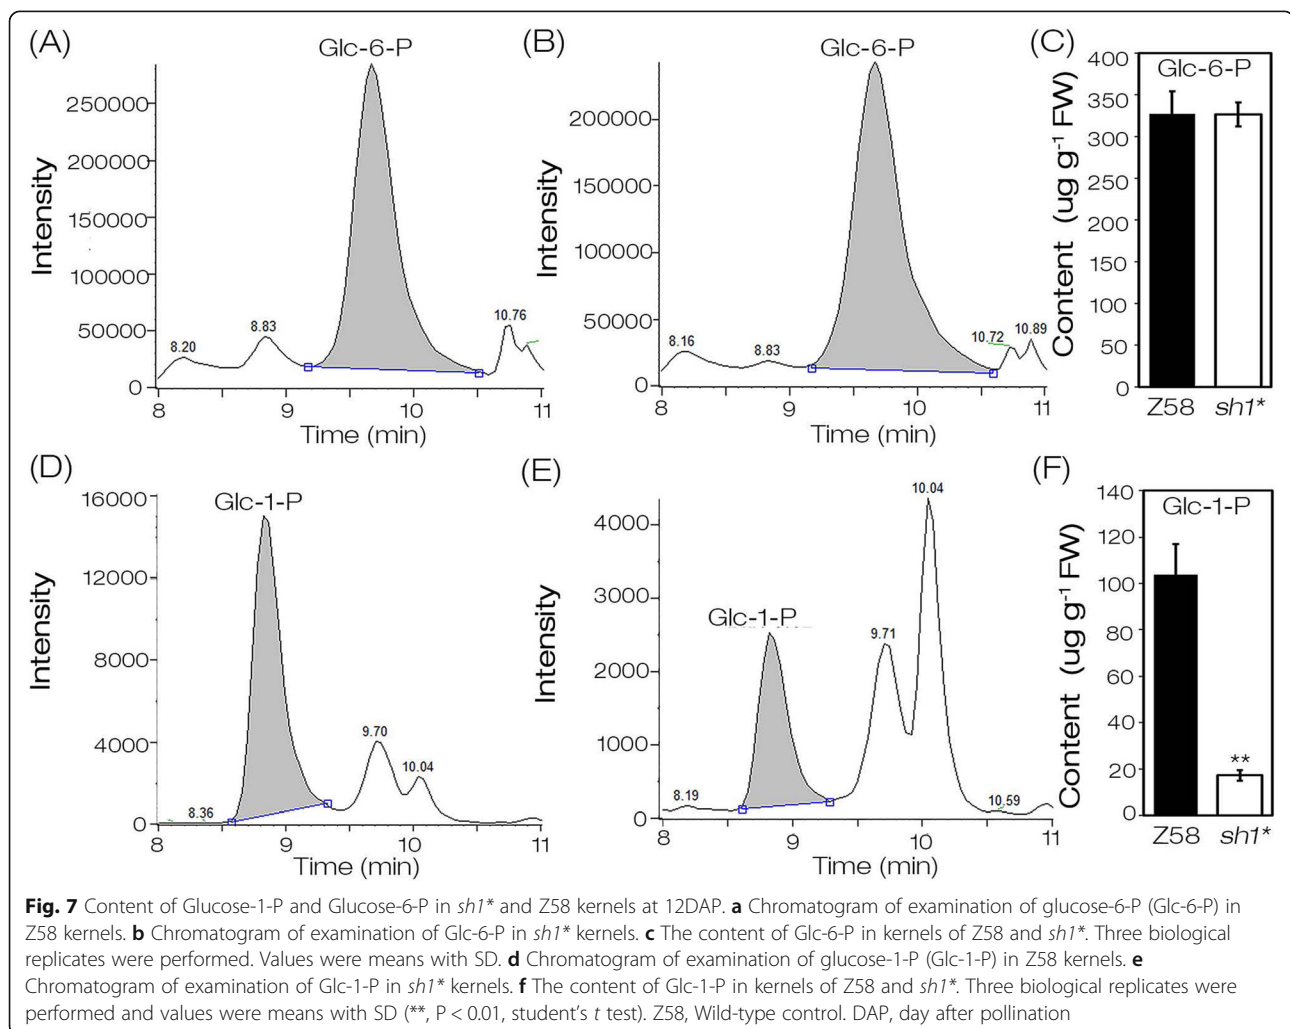 (A)
Glc-6-P
Intensity
250000
200000
150000
100000
50000
0
8.20
8.83
10.76
8
9
10
11
Time (min)
(B)
Glc-6-P
Intensity
200000
150000
100000
50000
0
8.16
8.83
10.72
10.89
8
9
10
11
Time (min)
(C)
Glc-6-P
Content (ug g⁻¹ FW)
400
350
300
350
200
150
100
50
0
Z58
sh1*
(D)
Glc-1-P
Intensity
16000
12000
8000
4000
0
8.36
9.70
10.04
8
9
10
11
Time (min)
(E)
Glc-1-P
Intensity
4000
3000
2000
1000
0
8.19
9.71
10.04
10.59
8
9
10
11
Time (min)
(F)
Glc-1-P
Content (ug g⁻¹ FW)
140
120
100
80
60
40
20
0
**
Z58
sh1*
Fig. 7 Content of Glucose-1-P and Glucose-6-P in sh1* and Z58 kernels at 12DAP. a Chromatogram of examination of glucose-6-P (Glc-6-P) in
Z58 kernels. b Chromatogram of examination of Glc-6-P in sh1* kernels. c The content of Glc-6-P in kernels of Z58 and sh1*. Three biological
replicates were performed. Values were means with SD. d Chromatogram of examination of glucose-1-P (Glc-1-P) in Z58 kernels. e
Chromatogram of examination of Glc-1-P in sh1* kernels. f The content of Glc-1-P in kernels of Z58 and sh1*. Three biological replicates were
performed and values were means with SD (**, P < 0.01, student's t test). Z58, Wild-type control. DAP, day after pollination